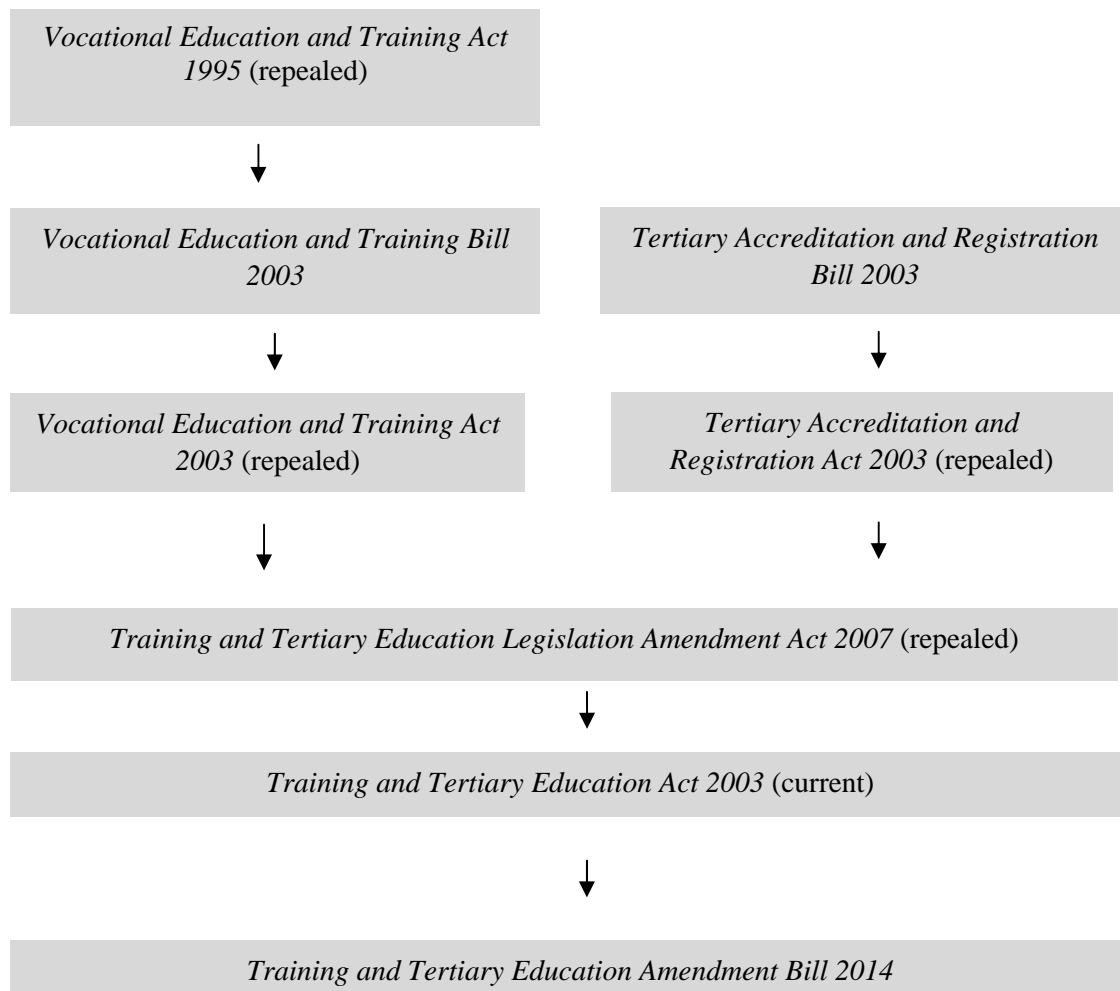 Vocational Education and Training Act
1995 (repealed)
Vocational Education and Training Bill
2003
Tertiary Accreditation and Registration
Bill 2003
Vocational Education and Training Act
2003 (repealed)
Tertiary Accreditation and
Registration Act 2003 (repealed)
Training and Tertiary Education Legislation Amendment Act 2007 (repealed)
Training and Tertiary Education Act 2003 (current)
Training and Tertiary Education Amendment Bill 2014